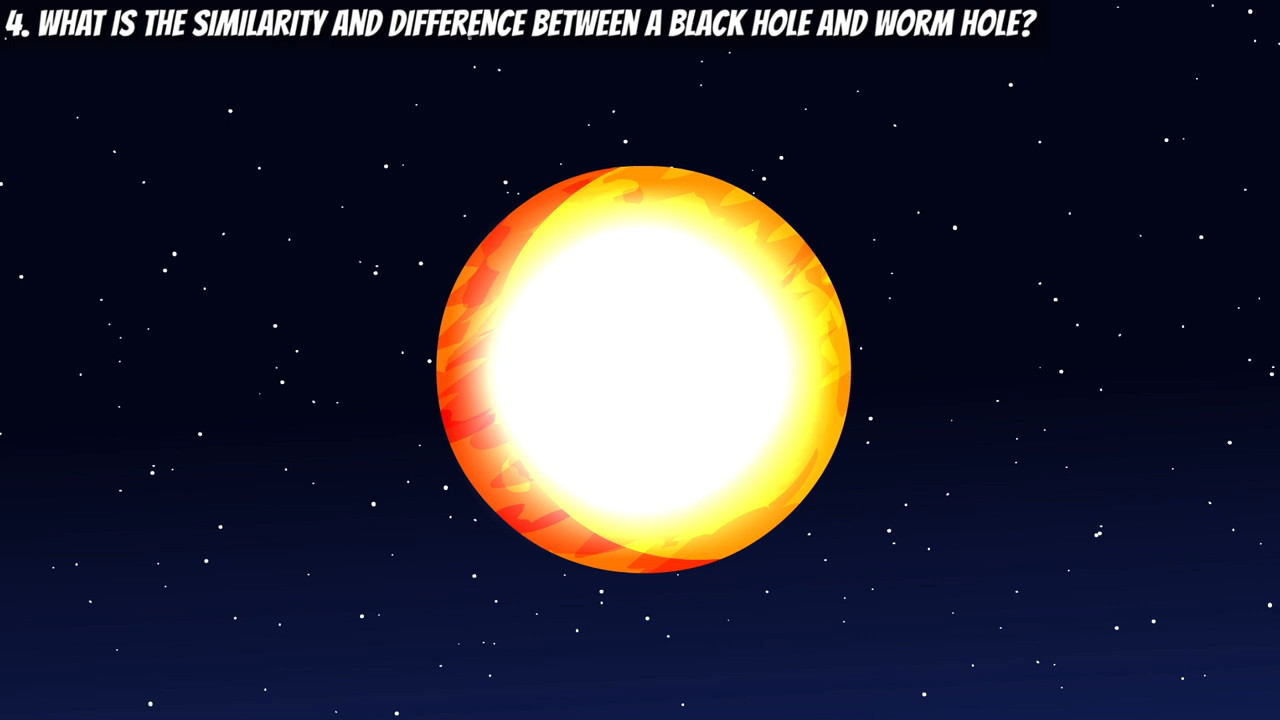 4. WHAT IS THE SIMILARITY AND DIFFERENCE BETWEEN A BLACK HOLE AND WORM HOLE?